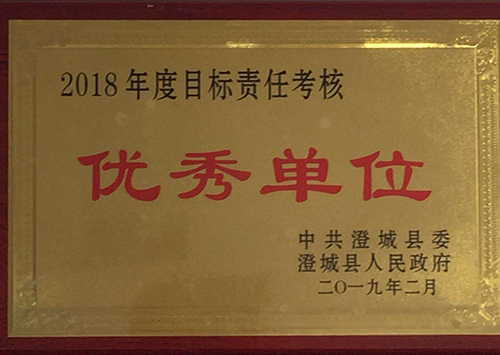 2018年度目标责任考核
优秀单位
中共澄城县委
澄城县人民政府
二〇一九年二月